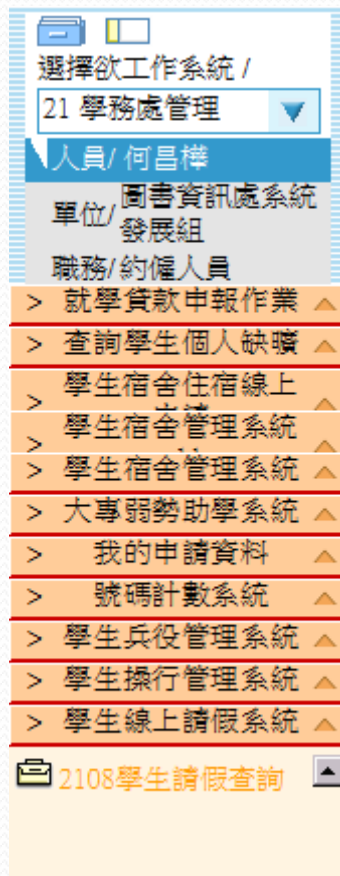 選擇欲工作系統 /
21 學務處管理
人員/ 何昌樺
單位/ 圖書資訊處系統
發展組
職務/ 約僱人員
> 就學貸款申報作業
> 查詢學生個人缺曠
> 學生宿舍住宿線上
> 學生宿舍管理系統
> 學生宿舍管理系統
> 大專弱勢助學系統
> 我的申請資料
> 號碼計數系統
> 學生兵役管理系統
> 學生操行管理系統
> 學生線上請假系統
2108學生請假查詢